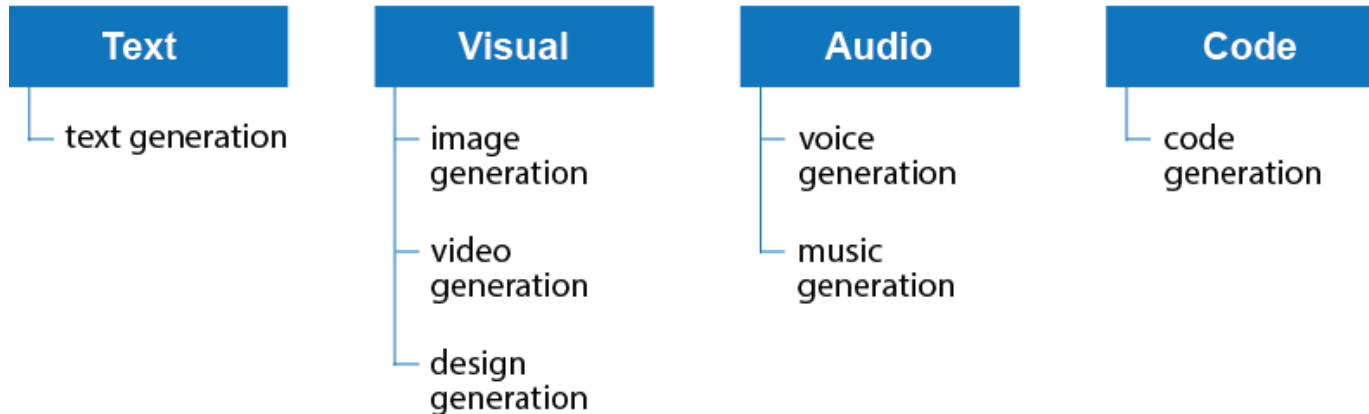 Text
text generation
Visual
image
generation
video
generation
design
generation
Audio
voice
generation
music
generation
Code
code
generation